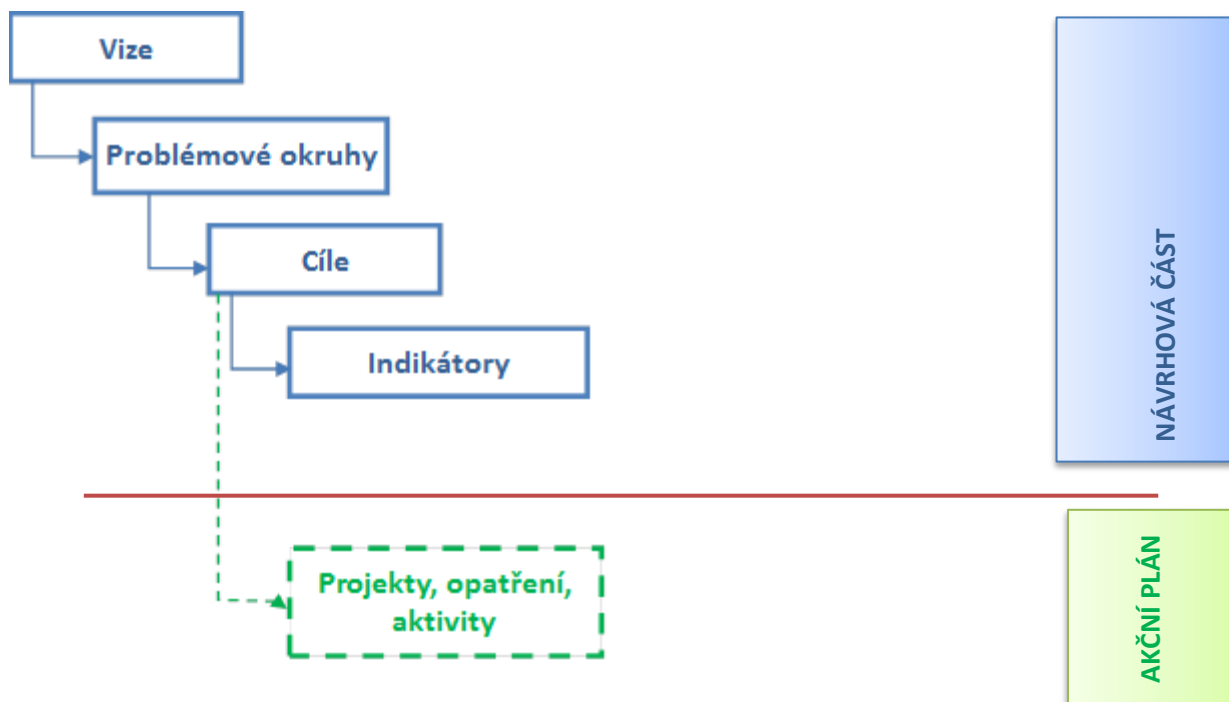 Vize
Problémové okruhy
Cíle
Indikátory
NÁVRHOVÁ ČÁST
Projekty, opatření,
aktivity
AKČNÍ PLÁN